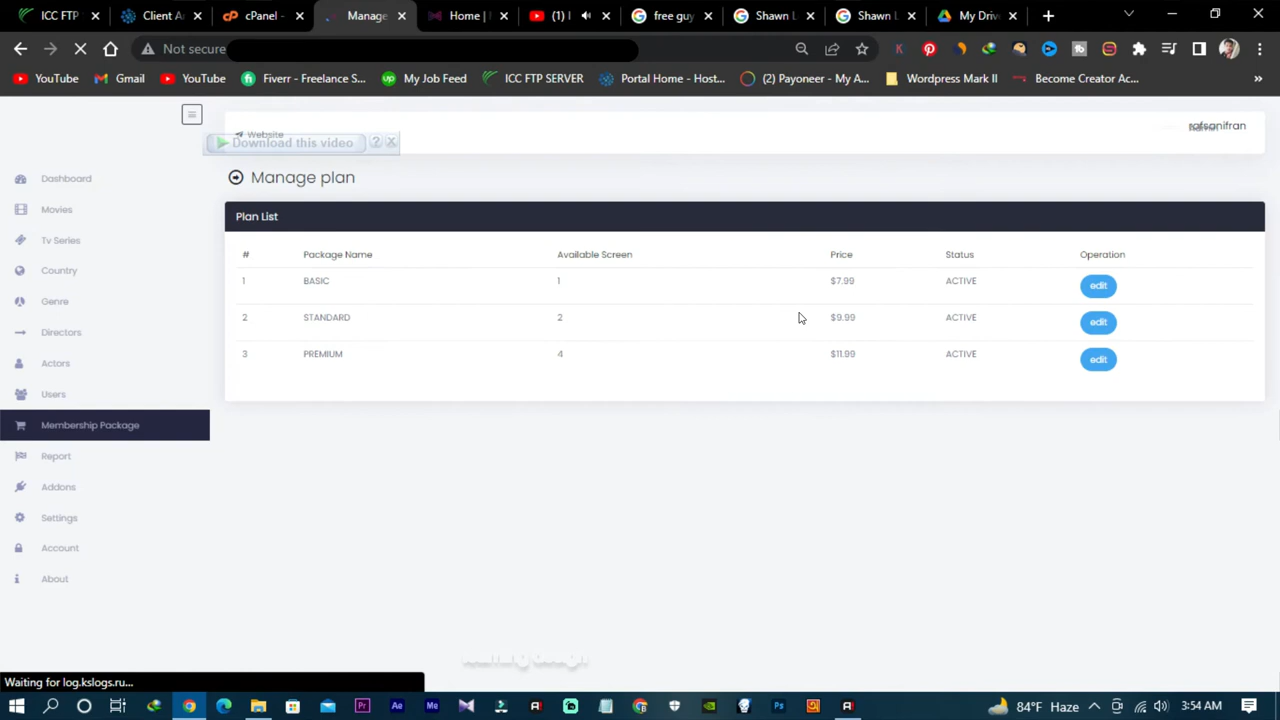 ICC FTP
Client Ar
cPanel -
Manage
Home |
(1) I
free guy
Shawn L
Shawn L
My Drive
Not secure
YouTube
Gmail
YouTube
Fiverr - Freelance S...
My Job Feed
ICC FTP SERVER
Portal Home - Host...
(2) Payoneer - My A...
Wordpress Mark II
Become Creator Ac...
»
Website
rafsanifran
Admin
Download this video
?
Manage plan
Dashboard
Movies
Tv Series
Country
Genre
Directors
Actors
Users
Membership Package
Report
Addons
Settings
Account
About
Plan List
# Package Name Available Screen Price Status Operation
1 BASIC 1 $7.99 ACTIVE edit
2 STANDARD 2 $9.99 ACTIVE edit
3 PREMIUM 4 $11.99 ACTIVE edit
Waiting for log.kslogs.ru...
84°F Haze
3:54 AM